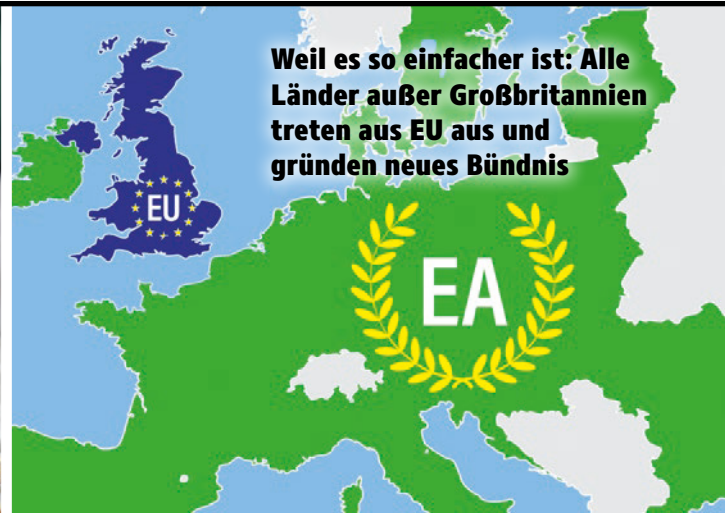 Weil es so einfacher ist: Alle
Länder außer Großbritannien
treten aus EU aus und
gründen neues Bündnis
EU
EA